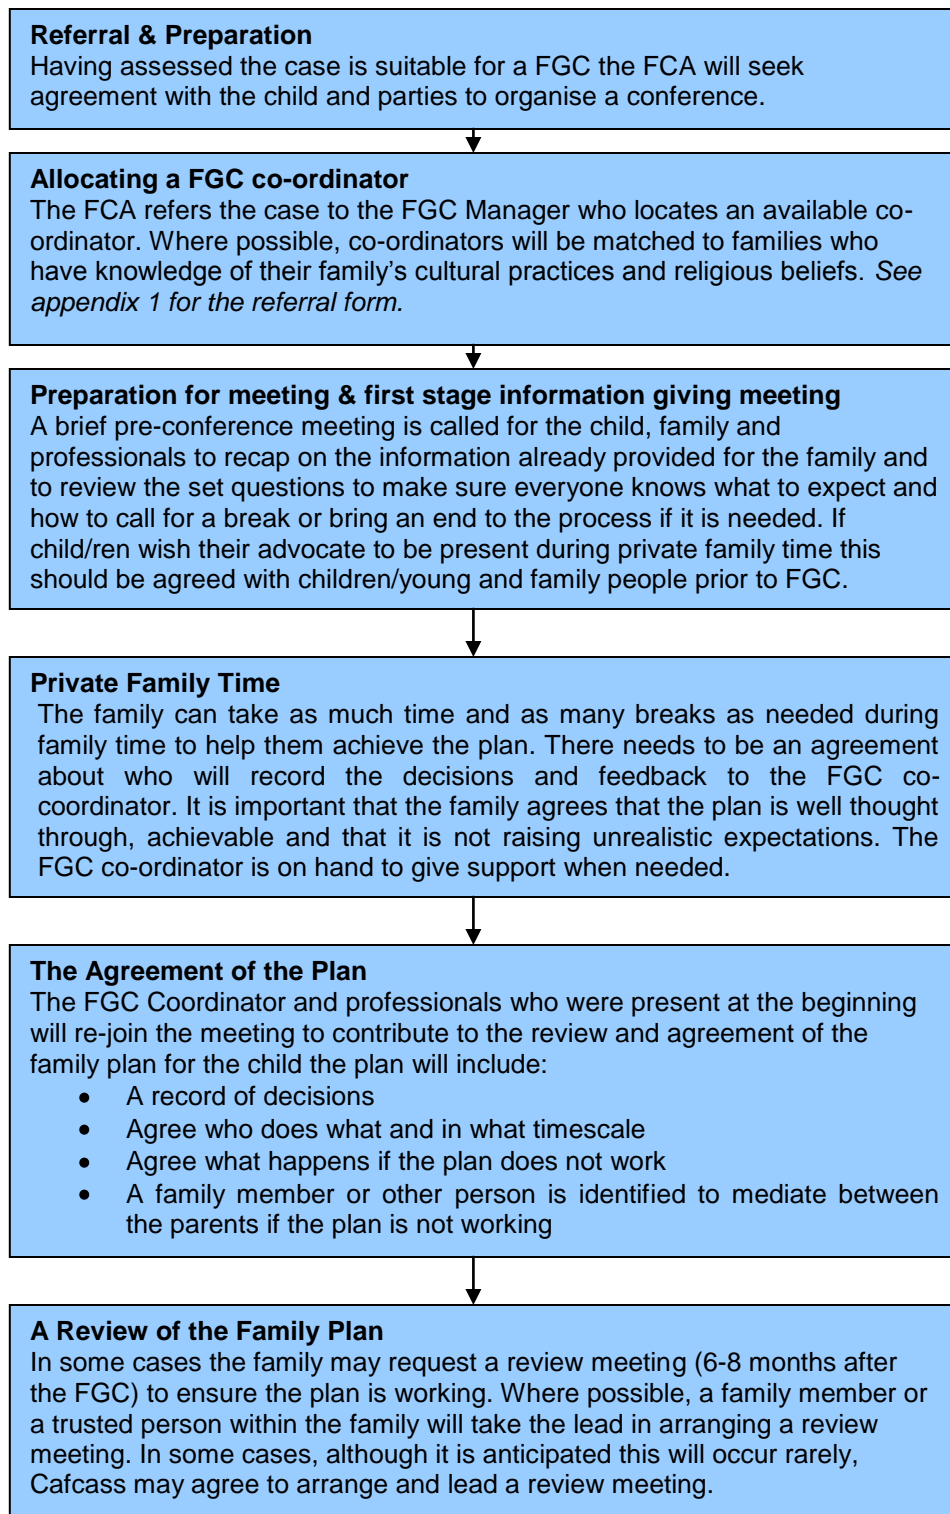 Referral & Preparation
Having assessed the case is suitable for a FGC the FCA will seek
agreement with the child and parties to organise a conference.
Allocating a FGC co-ordinator
The FCA refers the case to the FGC Manager who locates an available co-
ordinator. Where possible, co-ordinators will be matched to families who
have knowledge of their family's cultural practices and religious beliefs. See
appendix 1 for the referral form.
Preparation for meeting & first stage information giving meeting
A brief pre-conference meeting is called for the child, family and
professionals to recap on the information already provided for the family and
to review the set questions to make sure everyone knows what to expect and
how to call for a break or bring an end to the process if it is needed. If
child/ren wish their advocate to be present during private family time this
should be agreed with children/young and family people prior to FGC.
Private Family Time
The family can take as much time and as many breaks as needed during
family time to help them achieve the plan. There needs to be an agreement
about who will record the decisions and feedback to the FGC co-
coordinator. It is important that the family agrees that the plan is well thought
through, achievable and that it is not raising unrealistic expectations. The
FGC co-ordinator is on hand to give support when needed.
The Agreement of the Plan
The FGC Coordinator and professionals who were present at the beginning
will re-join the meeting to contribute to the review and agreement of the
family plan for the child the plan will include:
• A record of decisions
• Agree who does what and in what timescale
• Agree what happens if the plan does not work
• A family member or other person is identified to mediate between
the parents if the plan is not working
A Review of the Family Plan
In some cases the family may request a review meeting (6-8 months after
the FGC) to ensure the plan is working. Where possible, a family member or
a trusted person within the family will take the lead in arranging a review
meeting. In some cases, although it is anticipated this will occur rarely,
Cafcass may agree to arrange and lead a review meeting.